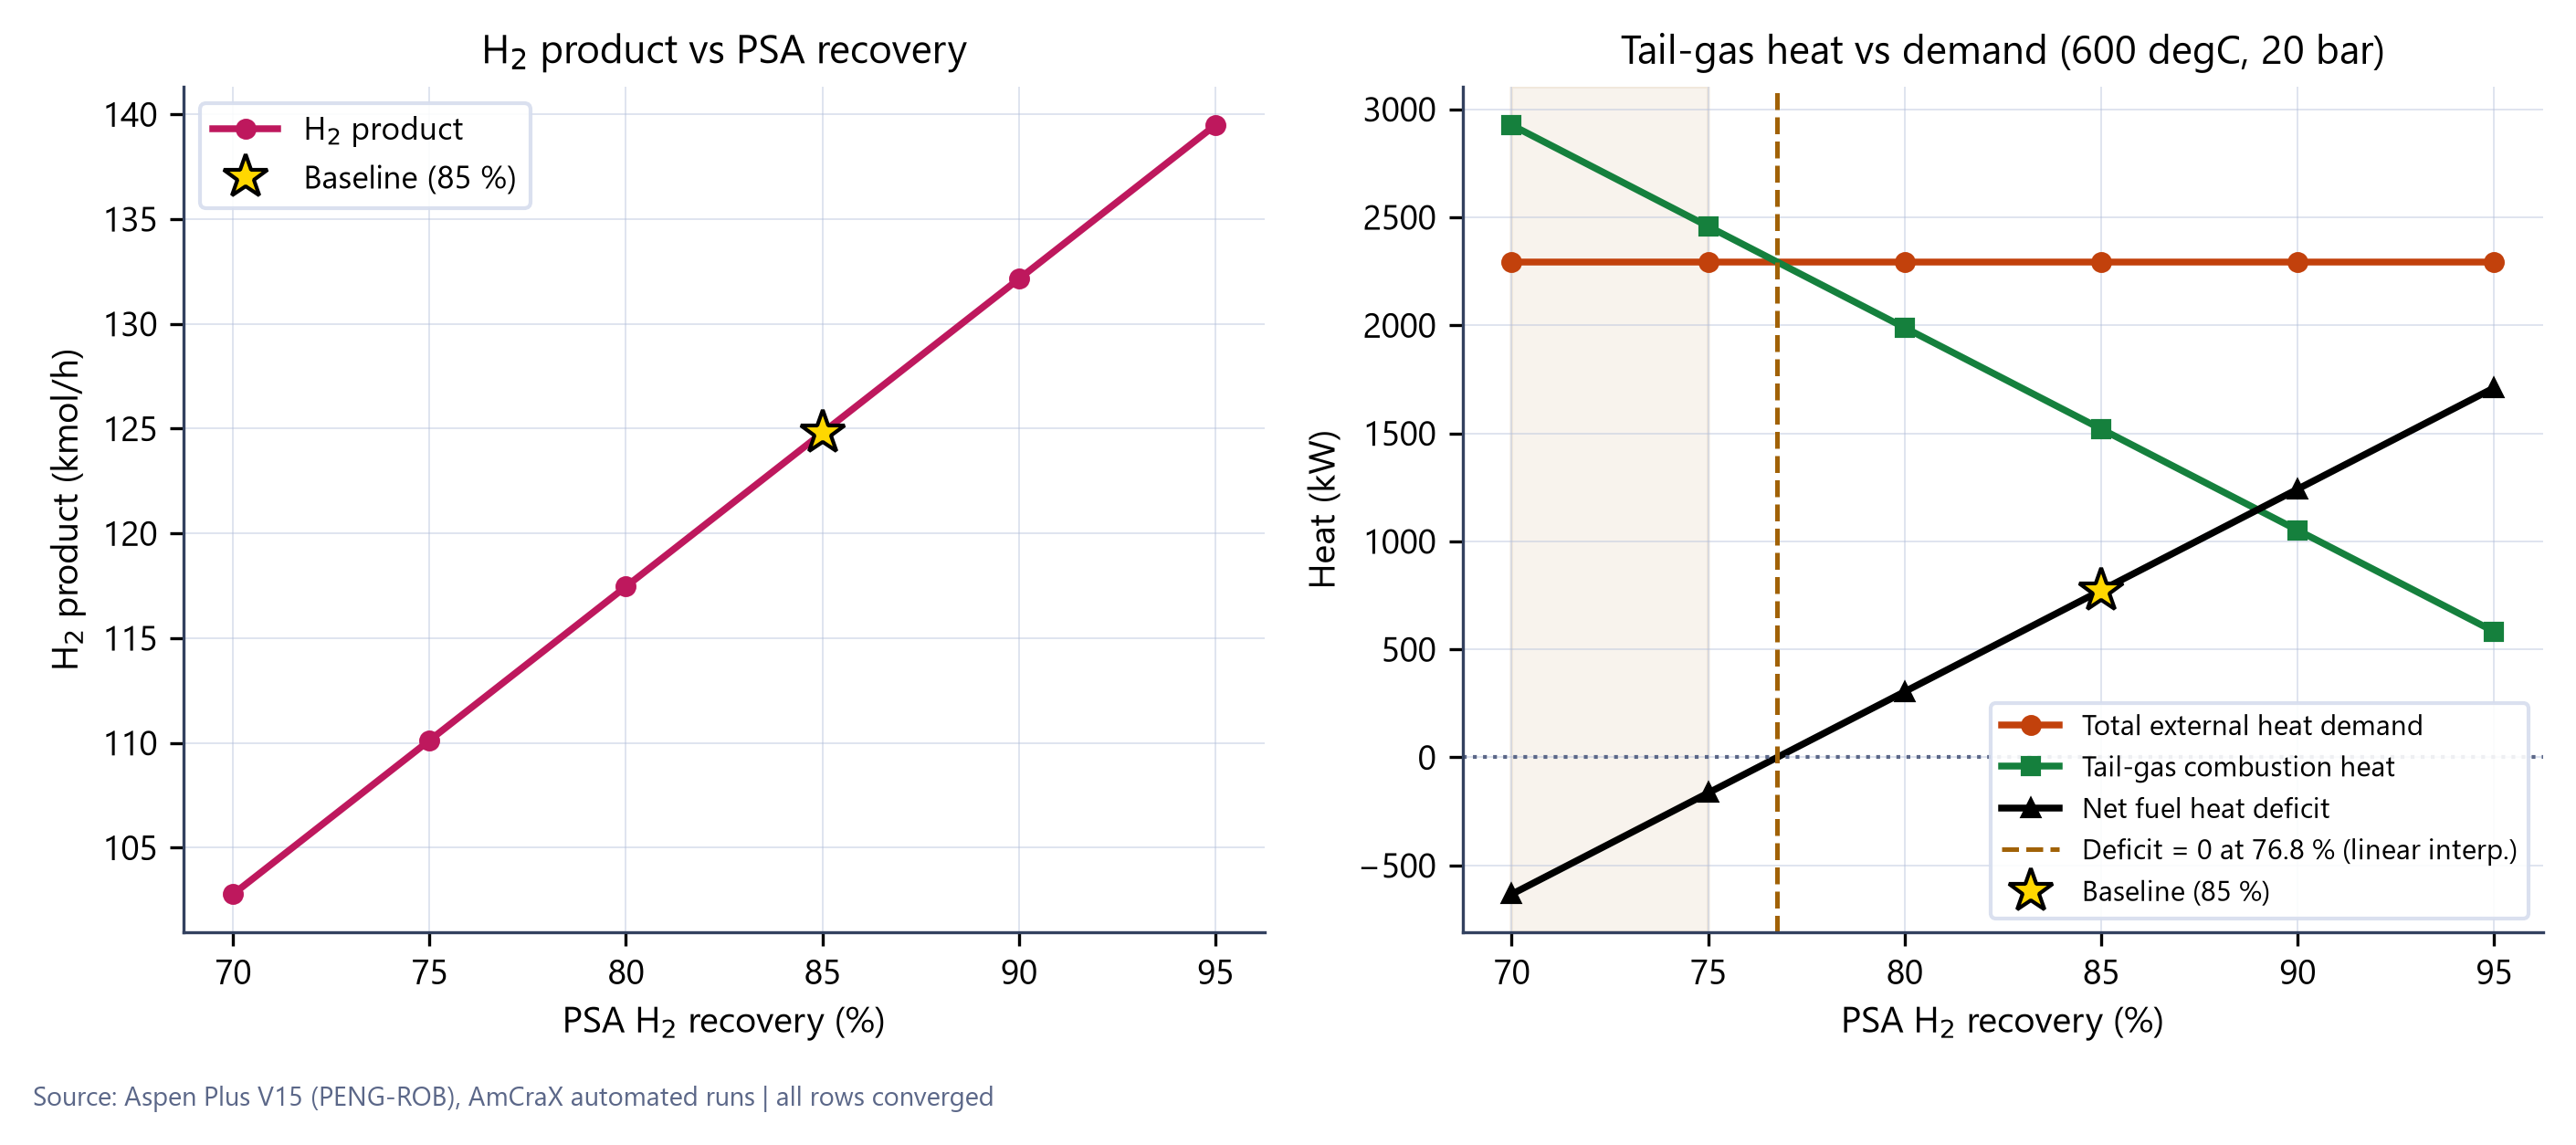 H₂ product vs PSA recovery
H₂ product
Baseline (85 %)
140
135
130
125
120
115
110
105
H₂ product (kmol/h)
70 75 80 85 90 95
PSA H₂ recovery (%)
Tail-gas heat vs demand (600 degC, 20 bar)
3000
2500
2000
1500
1000
500
0
−500
Heat (kW)
Total external heat demand
Tail-gas combustion heat
Net fuel heat deficit
Deficit = 0 at 76.8 % (linear interp.)
Baseline (85 %)
70 75 80 85 90 95
PSA H₂ recovery (%)
Source: Aspen Plus V15 (PENG-ROB), AmCraX automated runs | all rows converged